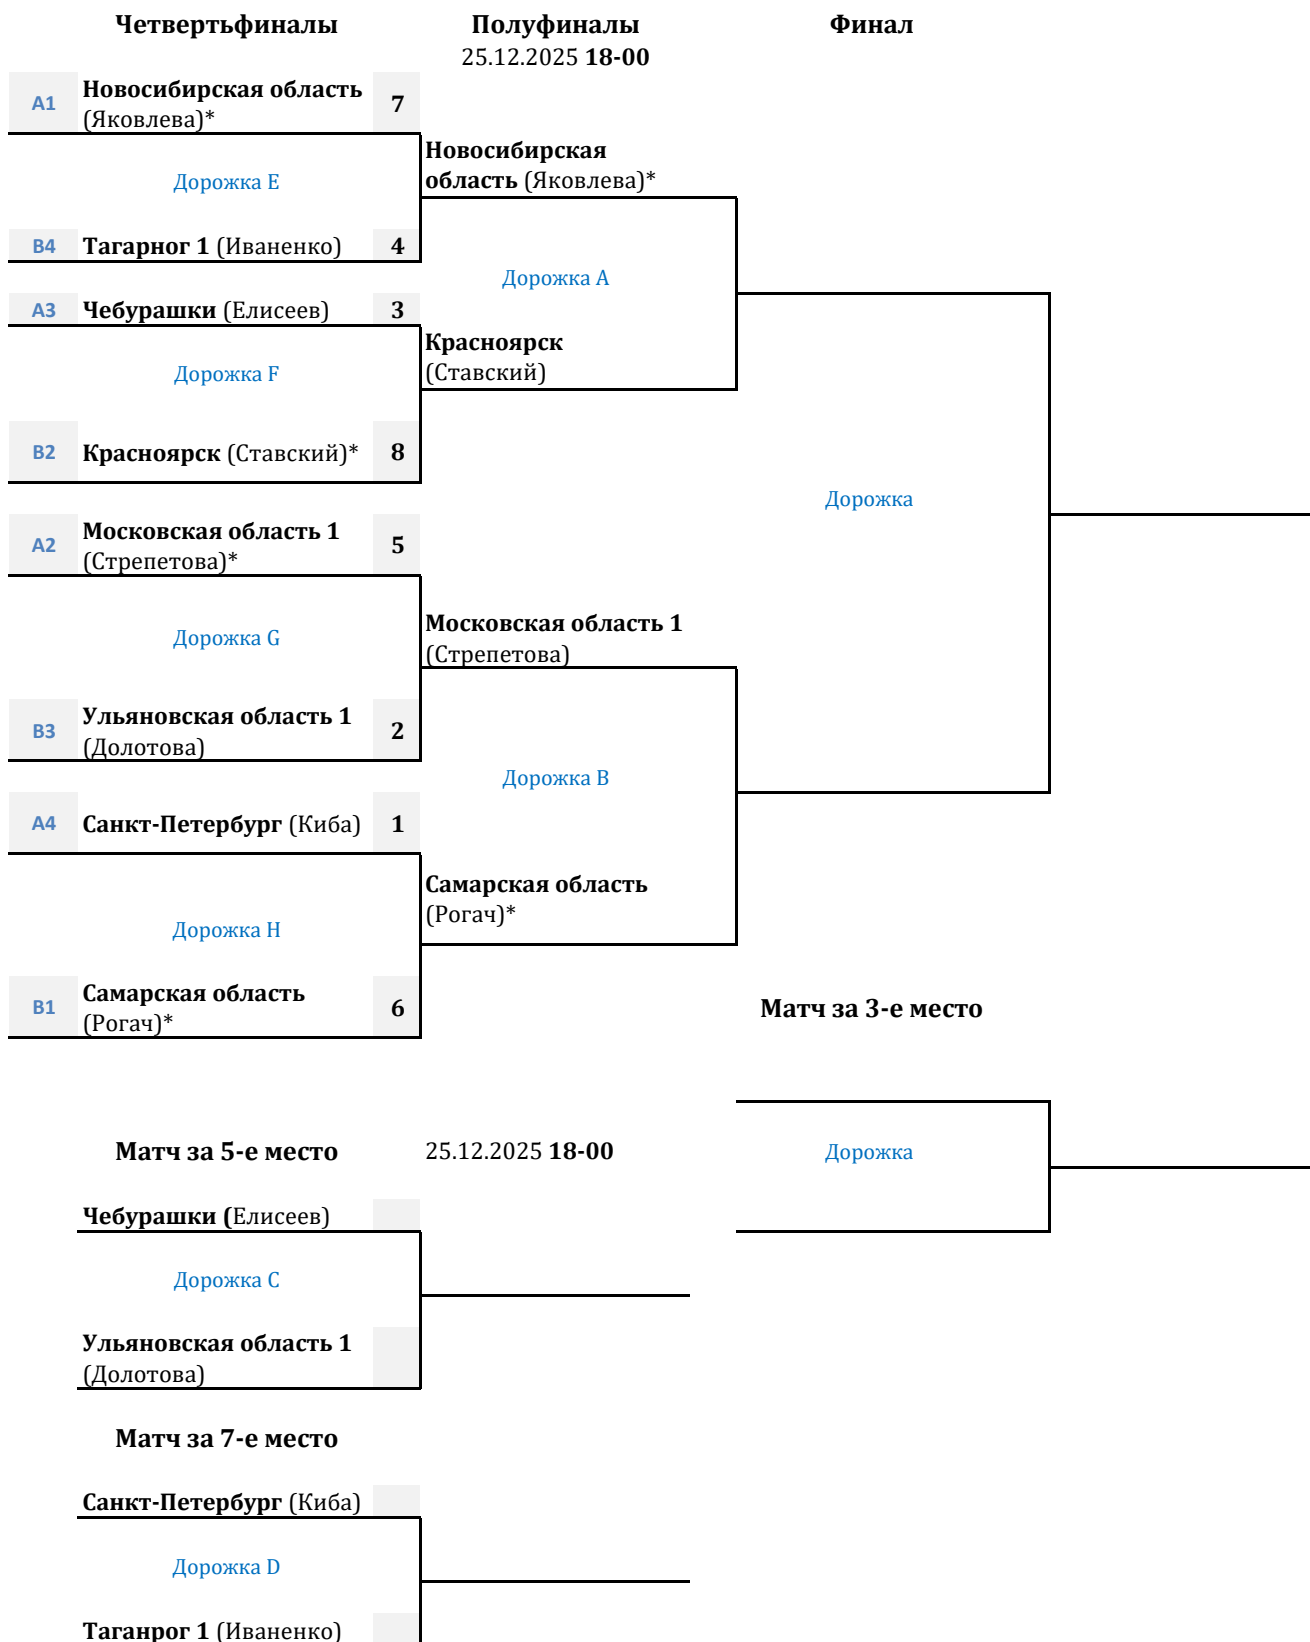 Четвертьфиналы
Полуфиналы
Финал
25.12.2025 18-00
A1
Новосибирская область
(Яковлева)*
7
Новосибирская
область (Яковлева)*
Дорожка E
B4
Тагарног 1 (Иваненко)
4
Дорожка A
A3
Чебурашки (Елисеев)
3
Красноярск
(Ставский)
Дорожка F
B2
Красноярск (Ставский)*
8
Дорожка
A2
Московская область 1
(Стрепетова)*
5
Московская область 1
(Стрепетова)
Дорожка G
B3
Ульяновская область 1
(Долотова)
2
Дорожка B
A4
Санкт-Петербург (Киба)
1
Самарская область
(Рогач)*
Дорожка H
B1
Самарская область
(Рогач)*
6
Матч за 3-е место
Матч за 5-е место
25.12.2025 18-00
Дорожка
Чебурашки (Елисеев)
Дорожка C
Ульяновская область 1
(Долотова)
Матч за 7-е место
Санкт-Петербург (Киба)
Дорожка D
Таганрог 1 (Иваненко)